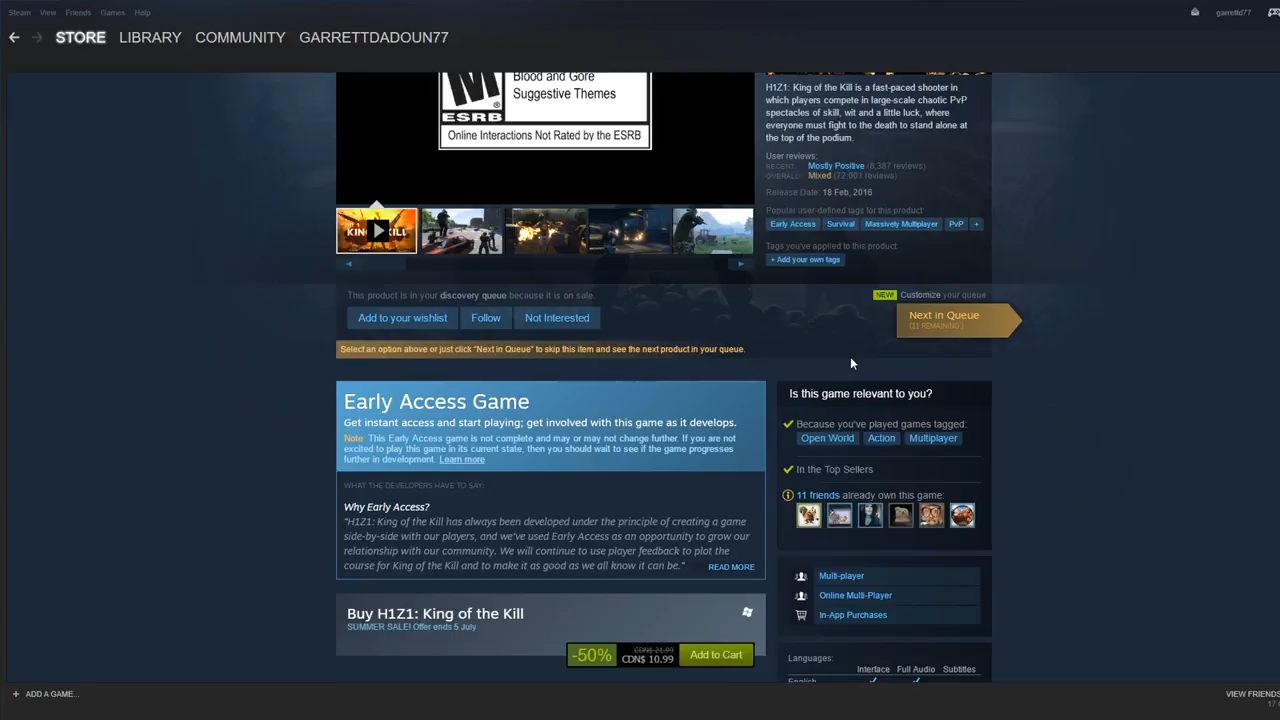 Steam View Friends Games Help
garrettd77
STORE LIBRARY COMMUNITY GARRETTDADOUN77
M
ESRB
Blood and Gore
Suggestive Themes
Online Interactions Not Rated by the ESRB
KING KILL
H1Z1: King of the Kill is a fast-paced shooter in
which players compete in large-scale chaotic PvP
spectacles of skill, wit and a little luck, where
everyone must fight to the death to stand alone at
the top of the podium.
User reviews:
RECENT: Mostly Positive (8,387 reviews)
OVERALL: Mixed (72,001 reviews)
Release Date: 18 Feb, 2016
Popular user-defined tags for this product:
Early Access Survival Massively Multiplayer PvP +
Tags you've applied to this product:
+ Add your own tags
This product is in your discovery queue because it is on sale.
NEW! Customize your queue
Add to your wishlist Follow Not Interested
Next in Queue
(11 REMAINING )
Select an option above or just click "Next in Queue" to skip this item and see the next product in your queue.
Early Access Game
Get instant access and start playing; get involved with this game as it develops.
Note: This Early Access game is not complete and may or may not change further. If you are not
excited to play this game in its current state, then you should wait to see if the game progresses
further in development. Learn more
WHAT THE DEVELOPERS HAVE TO SAY:
Why Early Access?
"H1Z1: King of the Kill has always been developed under the principle of creating a game
side-by-side with our players, and we've used Early Access as an opportunity to grow our
relationship with our community. We will continue to use player feedback to plot the
course for King of the Kill and to make it as good as we all know it can be."
READ MORE
Buy H1Z1: King of the Kill
SUMMER SALE! Offer ends 5 July
-50% CDN$ 21.99
CDN$ 10.99 Add to Cart
Is this game relevant to you?
Because you've played games tagged:
Open World Action Multiplayer
In the Top Sellers
11 friends already own this game:
Multi-player
Online Multi-Player
In-App Purchases
Languages:
Interface Full Audio Subtitles
English
+ ADD A GAME...
VIEW FRIENDS
17